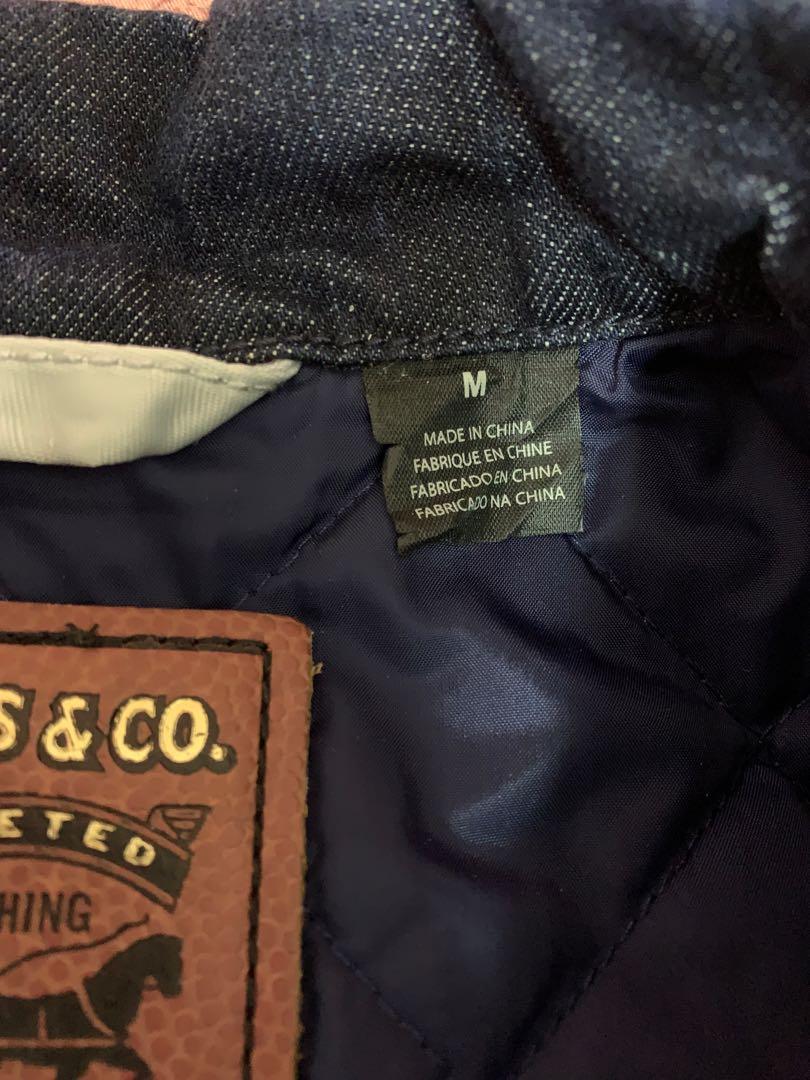 M
MADE IN CHINA
FABRIQUE EN CHINE
FABRICADO EN CHINA
FABRICADO NA CHINA
S & CO.
ETED
HING